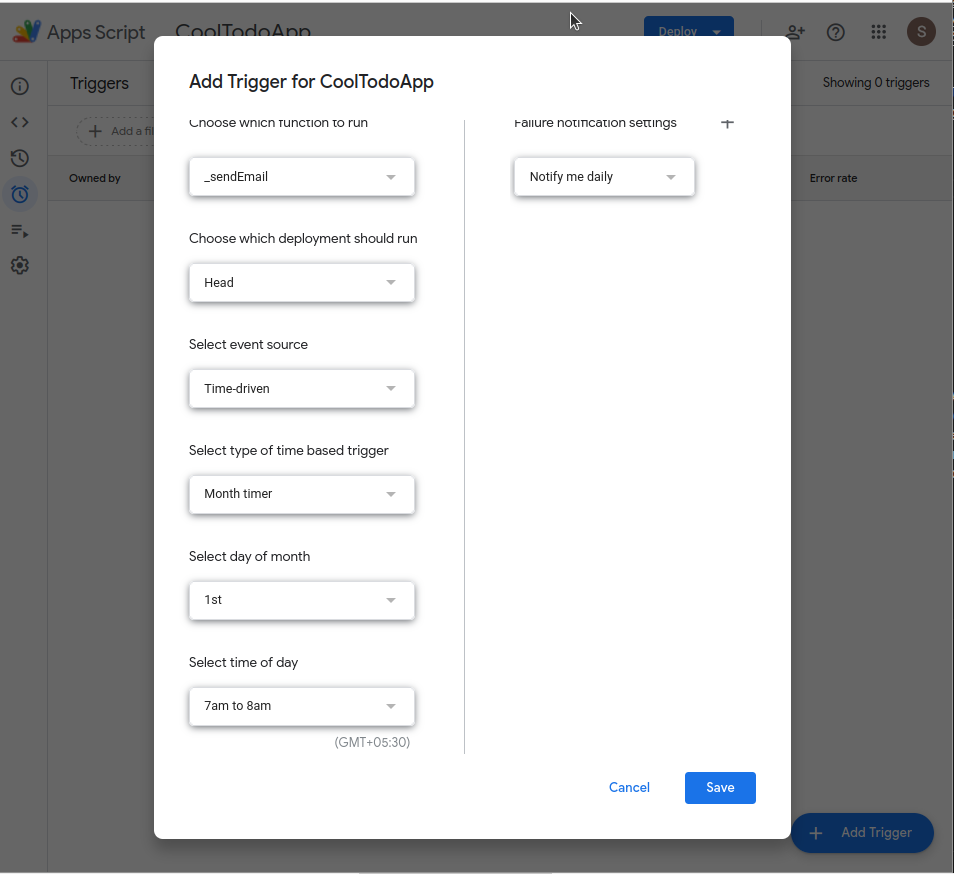 Apps Script
CoolTodoApp
Deploy
S
Triggers
Showing 0 triggers
Add a fil
Owned by
Error rate
Add Trigger for CoolTodoApp
Choose which function to run
_sendEmail
Choose which deployment should run
Head
Select event source
Time-driven
Select type of time based trigger
Month timer
Select day of month
1st
Select time of day
7am to 8am
(GMT+05:30)
Failure notification settings
Notify me daily
Cancel
Save
Add Trigger